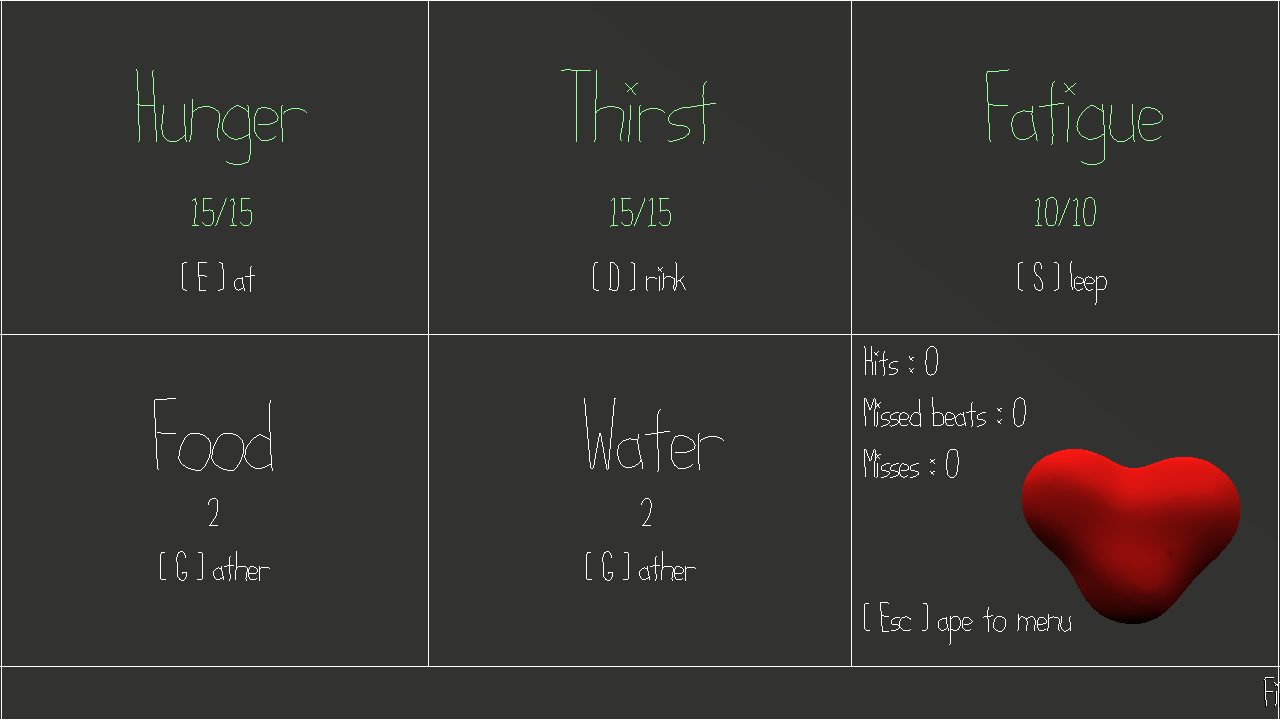 Hunger
15/15
[ E ] at
Thirst
15/15
[ D ] rink
Fatigue
10/10
[ S ] leep
Food
2
[ G ] ather
Water
2
[ G ] ather
Hits : 0
Missed beats : 0
Misses : 0
[ Esc ] ape to menu